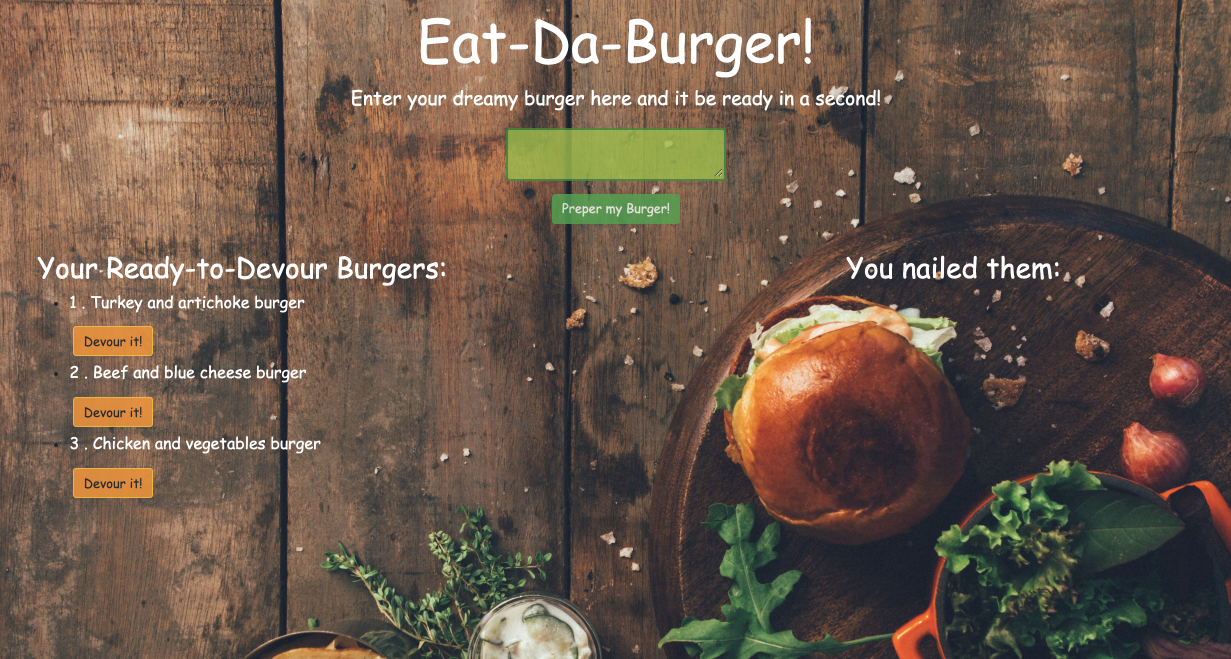 Eat-Da-Burger!
Enter your dreamy burger here and it be ready in a second!
Preper my Burger!
Your Ready-to-Devour Burgers:
1 . Turkey and artichoke burger
Devour it!
2 . Beef and blue cheese burger
Devour it!
3 . Chicken and vegetables burger
Devour it!
You nailed them: